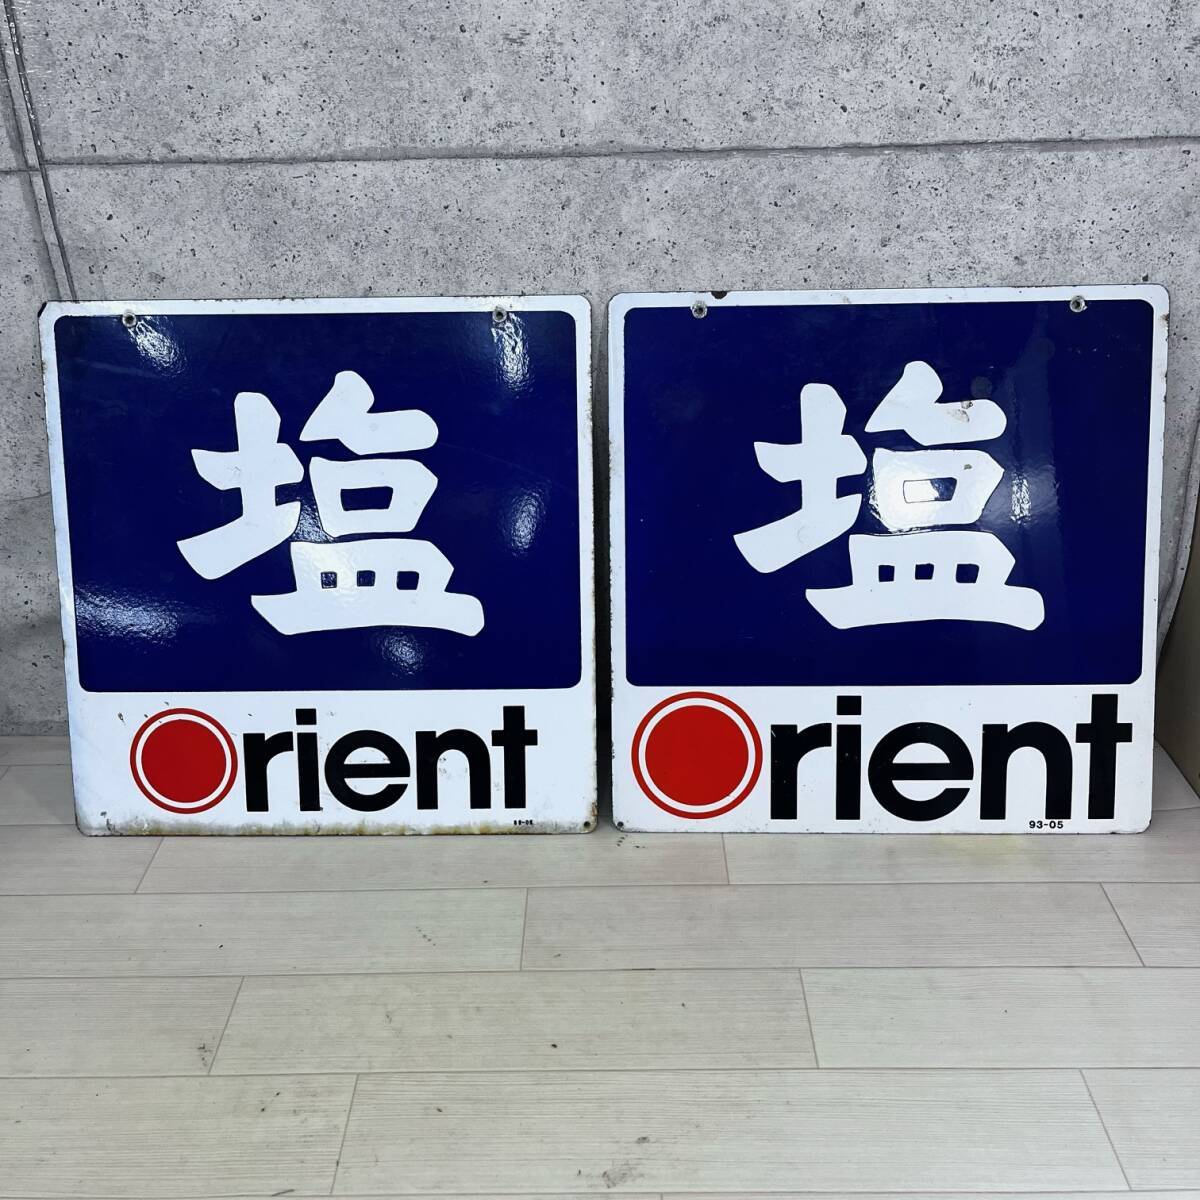 塩
Orient
塩
Orient
93-05